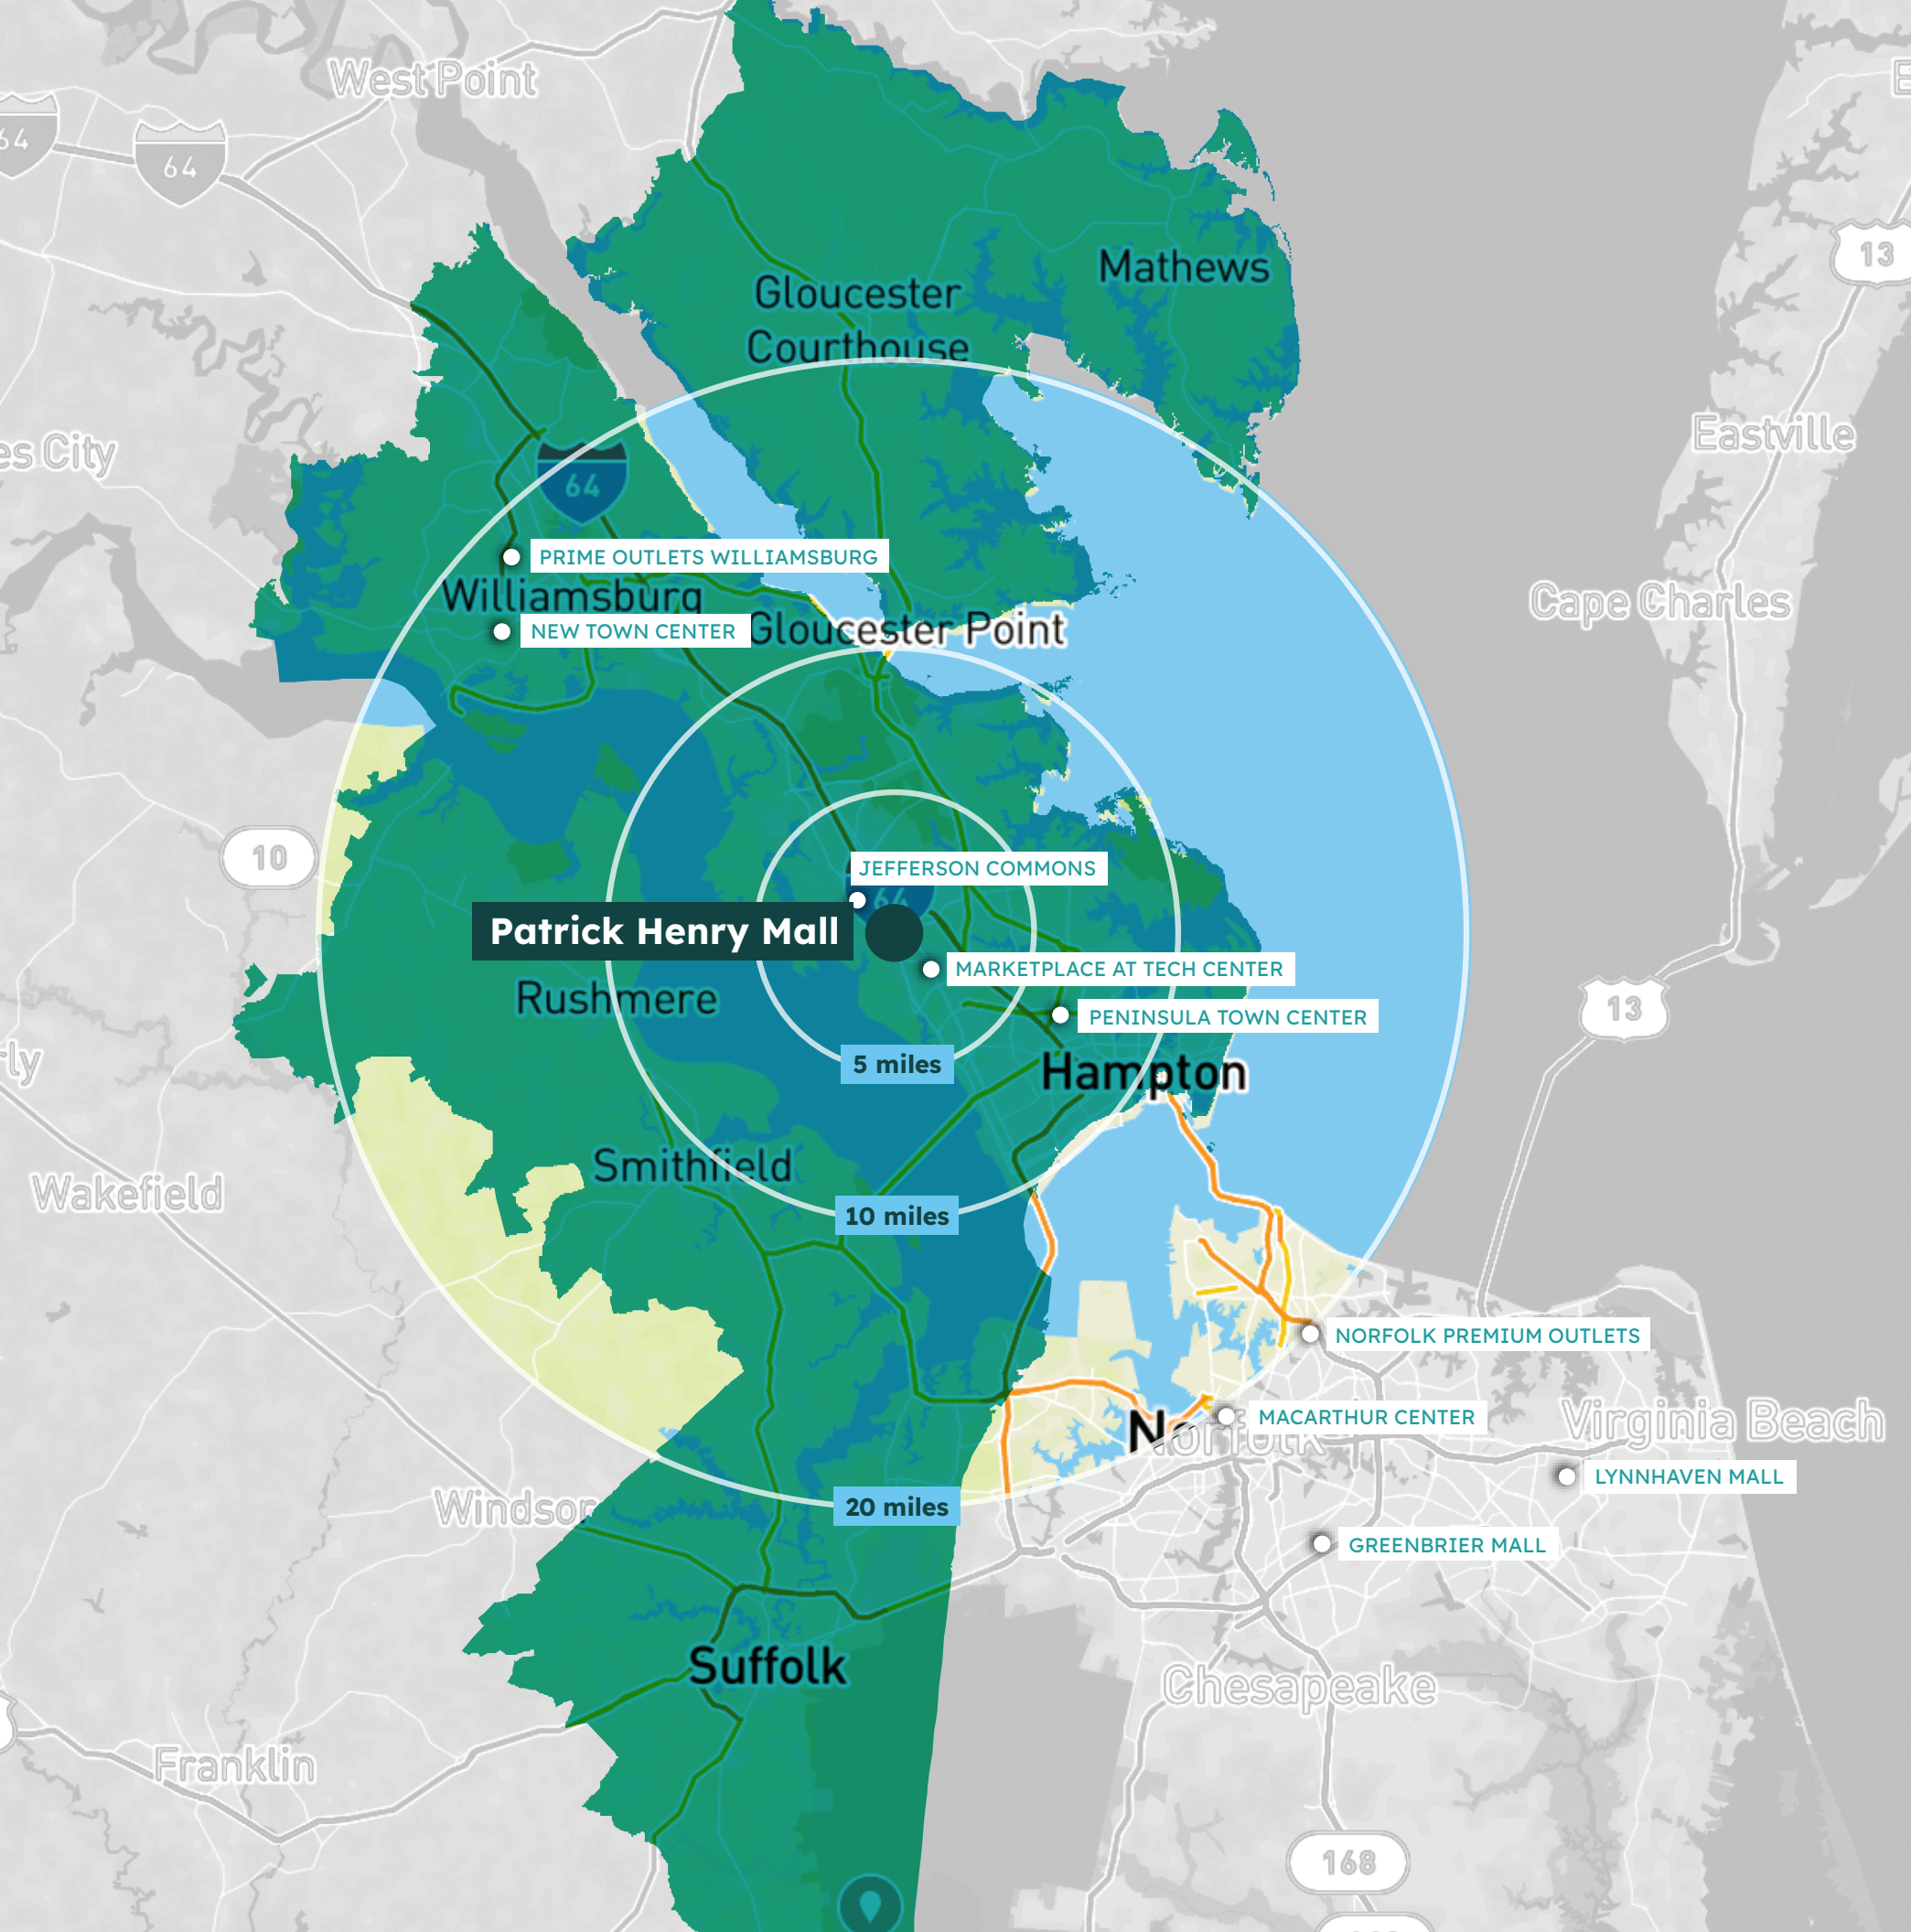 West Point
64
64
13
Mathews
Gloucester
Courthouse
es City
Eastville
64
PRIME OUTLETS WILLIAMSBURG
Williamsburg
Cape Charles
NEW TOWN CENTER
Gloucester Point
10
JEFFERSON COMMONS
64
Patrick Henry Mall
MARKETPLACE AT TECH CENTER
Rushmere
13
PENINSULA TOWN CENTER
rly
5 miles
Hampton
Smithfield
Wakefield
10 miles
NORFOLK PREMIUM OUTLETS
MACARTHUR CENTER
Norfolk
Virginia Beach
LYNNHAVEN MALL
Windsor
20 miles
GREENBRIER MALL
Suffolk
Chesapeake
Franklin
168